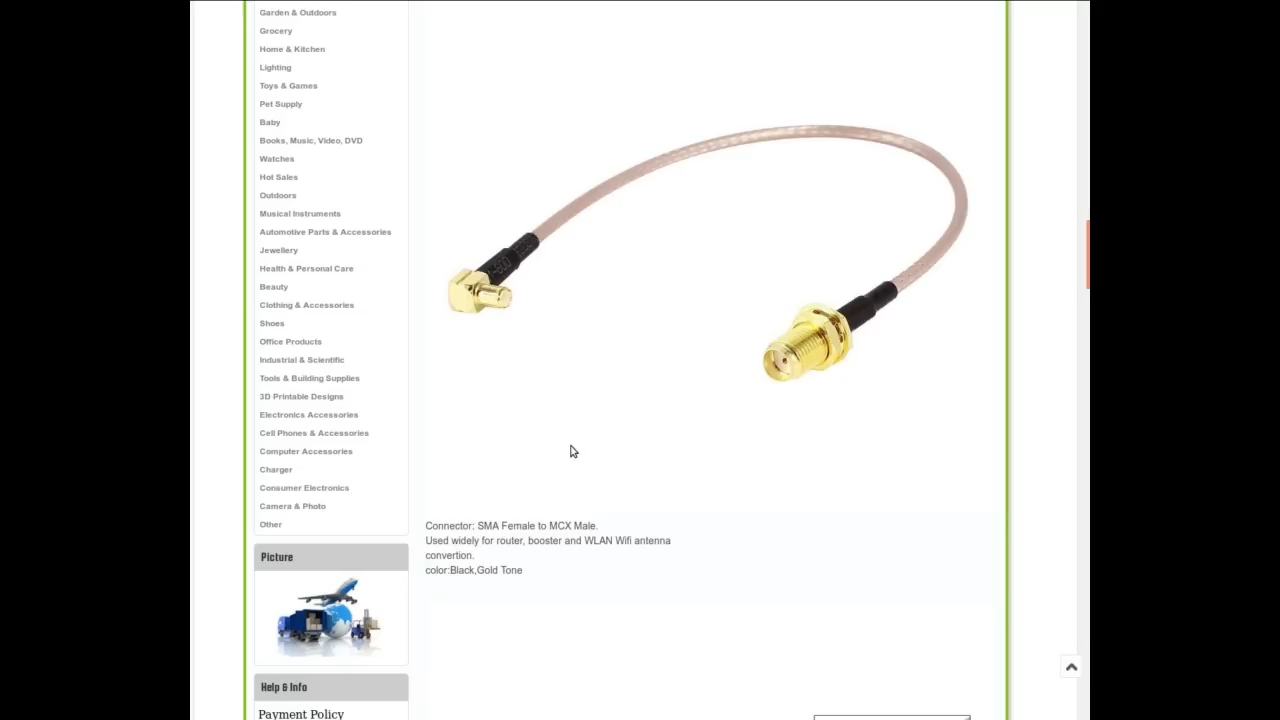 Garden & Outdoors
Grocery
Home & Kitchen
Lighting
Toys & Games
Pet Supply
Baby
Books, Music, Video, DVD
Watches
Hot Sales
Outdoors
Musical Instruments
Automotive Parts & Accessories
Jewellery
Health & Personal Care
Beauty
Clothing & Accessories
Shoes
Office Products
Industrial & Scientific
Tools & Building Supplies
3D Printable Designs
Electronics Accessories
Cell Phones & Accessories
Computer Accessories
Charger
Consumer Electronics
Camera & Photo
Other
Picture
Help & Info
Payment Policy
Connector: SMA Female to MCX Male.
Used widely for router, booster and WLAN Wifi antenna
convertion.
color:Black,Gold Tone